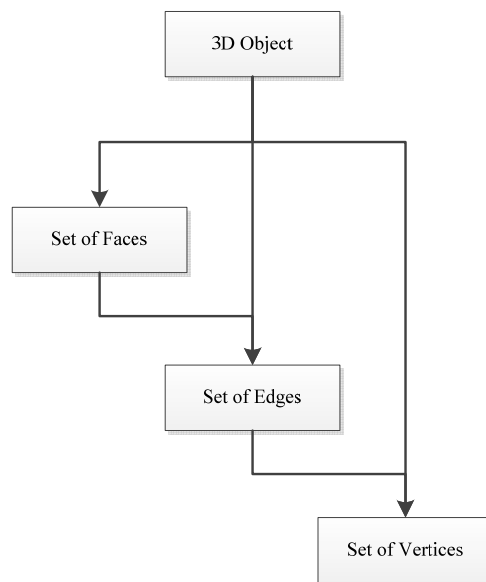 3D Object
Set of Faces
Set of Edges
Set of Vertices